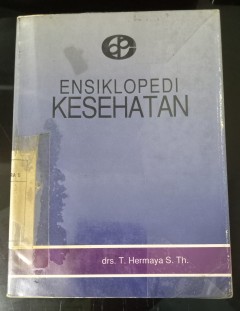 ENSIKLOPEDI
KESEHATAN
drs. T. Hermaya S. Th.